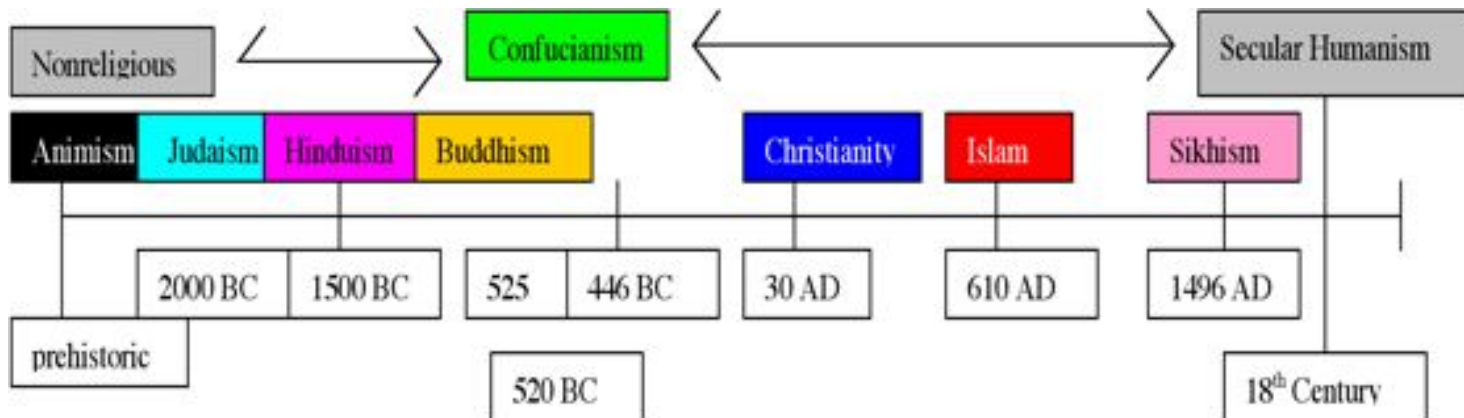 Nonreligious
Confucianism
Secular Humanism
Animism
Judaism
Hinduism
Buddhism
Christianity
Islam
Sikhism
2000 BC
1500 BC
525
446 BC
30 AD
610 AD
1496 AD
prehistoric
520 BC
18th Century